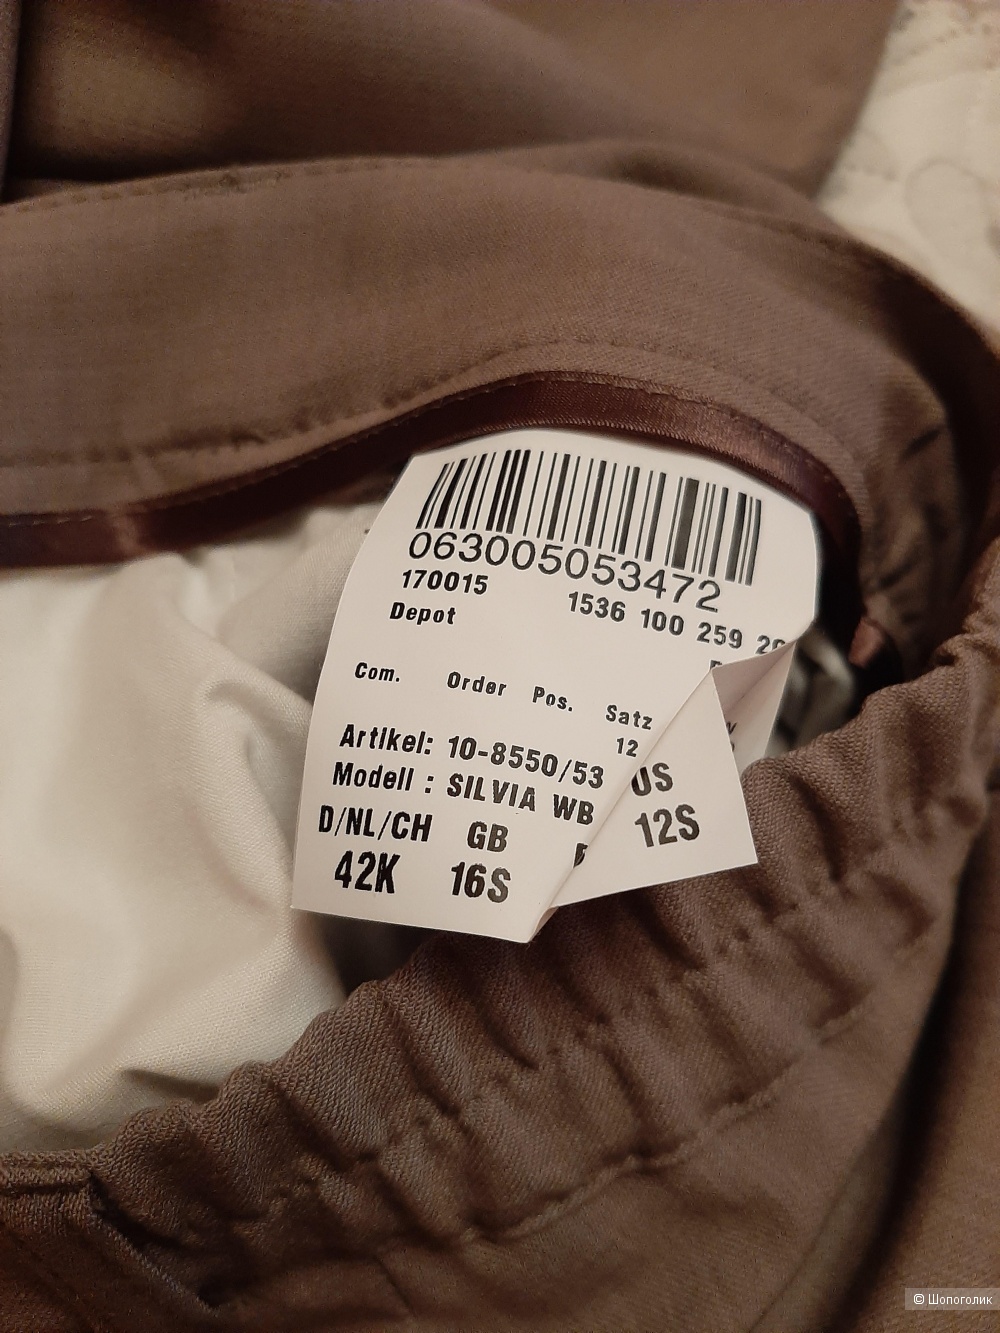 063005053472
170015 1536 100 259
Depot
Com. Order Pos. Satz
12
Artikel: 10-8550/53
Modell : SILVIA WB
D/NL/CH GB US
42K 16S 12S
© Шопоголик